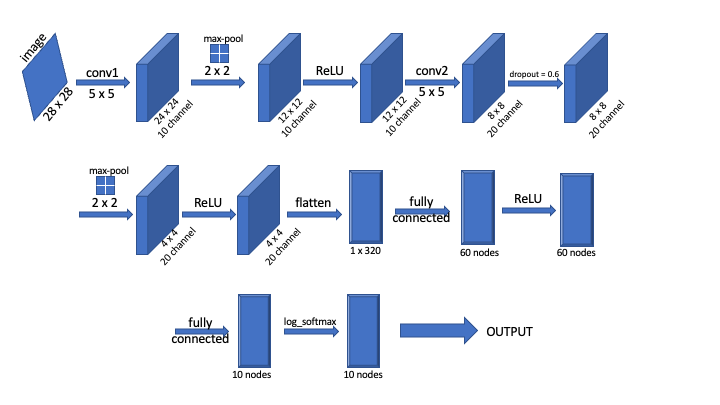 image
28 x 28
conv1
5 x 5
24 x 24
10 channel
max-pool
2 x 2
12 x 12
10 channel
ReLU
12 x 12
10 channel
conv2
5 x 5
8 x 8
20 channel
dropout = 0.6
8 x 8
20 channel
max-pool
2 x 2
4 x 4
20 channel
ReLU
4 x 4
20 channel
flatten
1 x 320
fully
connected
60 nodes
ReLU
60 nodes
fully
connected
10 nodes
log_softmax
10 nodes
OUTPUT